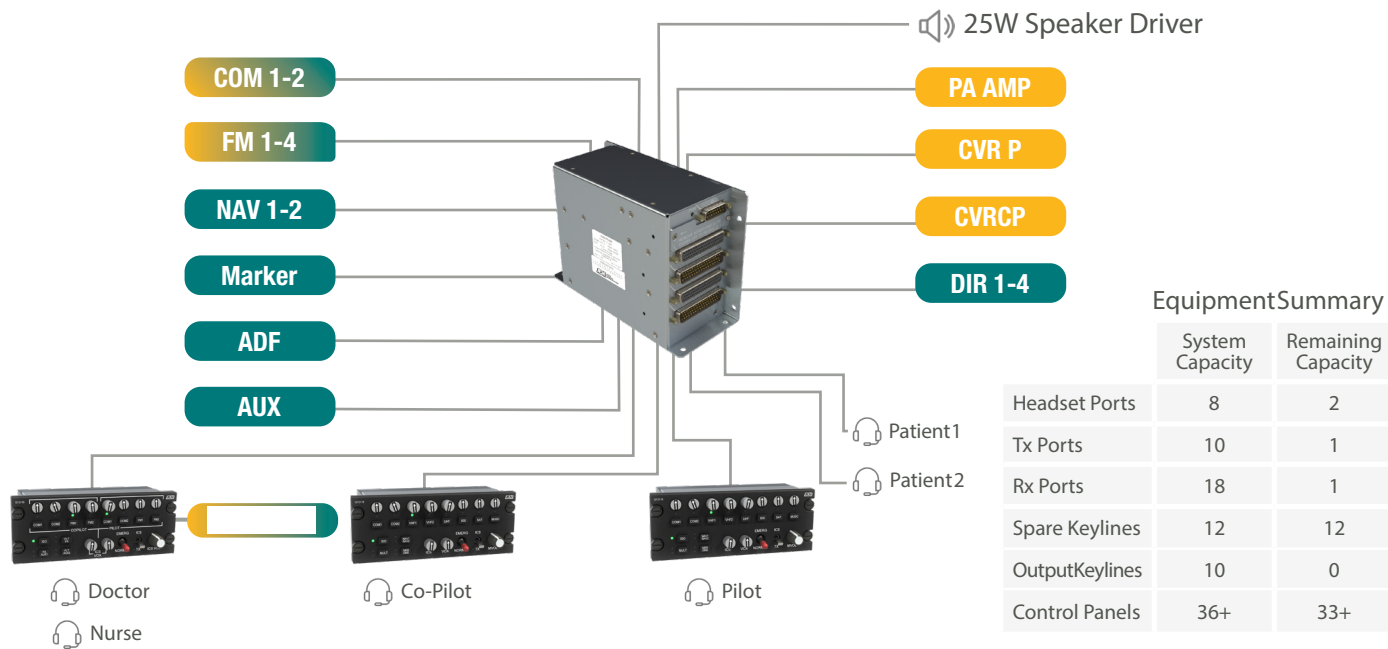 25W Speaker Driver
COM 1-2
FM 1-4
NAV 1-2
Marker
ADF
AUX
PA AMP
CVR P
CVRCP
DIR 1-4
Patient1
Patient2
Doctor
Nurse
Co-Pilot
Pilot
EquipmentSummary
System Capacity
Remaining Capacity
Headset Ports 8 2
Tx Ports 10 1
Rx Ports 18 1
Spare Keylines 12 12
OutputKeylines 10 0
Control Panels 36+ 33+